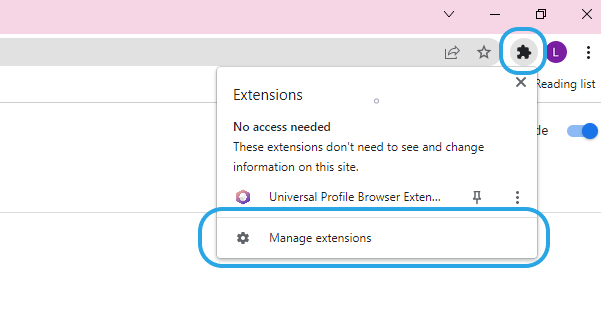 L
Reading list
Extensions
No access needed
These extensions don't need to see and change
information on this site.
de
Universal Profile Browser Exten...
Manage extensions